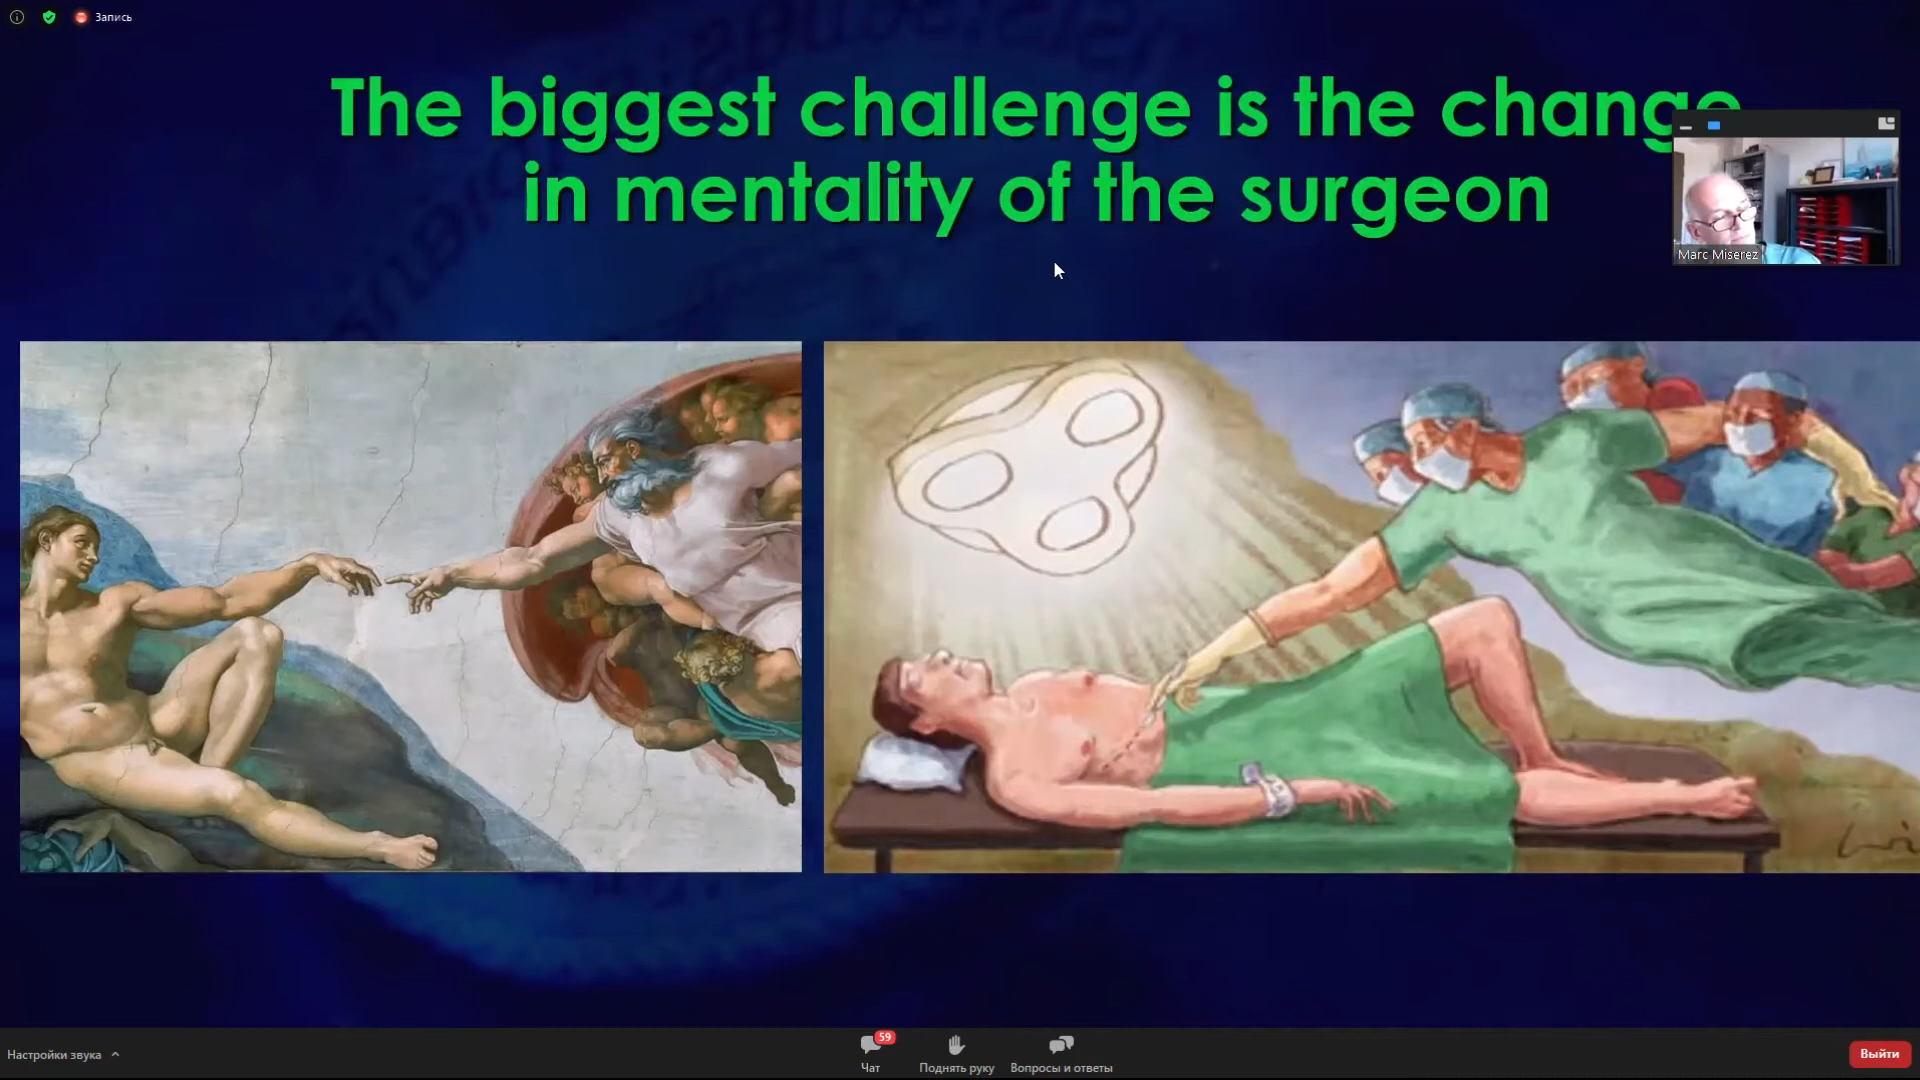 Запись
The biggest challenge is the change
in mentality of the surgeon
Marc Miserez
Настройки звука
59
Чат
Поднять руку
Вопросы и ответы
Выйти